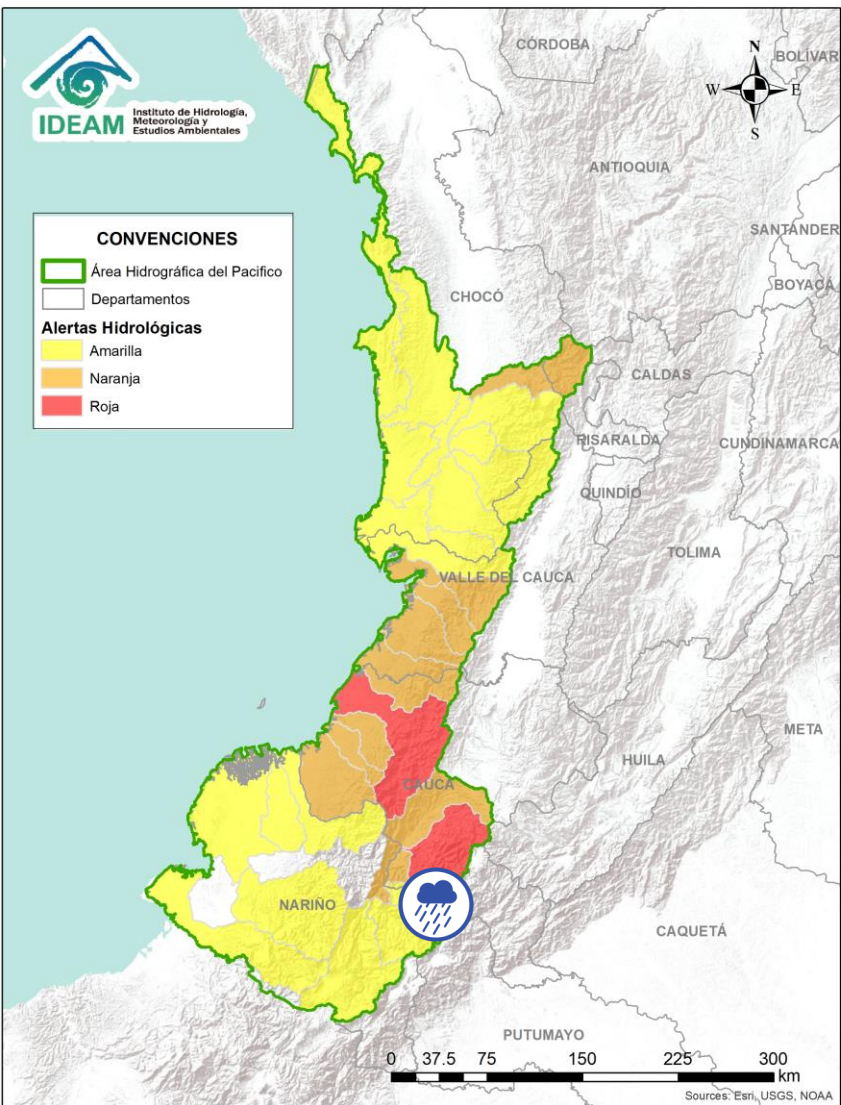 IDEAM
Instituto de Hidrología,
Meteorología y
Estudios Ambientales
N
W
E
S
CÓRDOBA
BOLÍVAR
ANTIOQUIA
SANTANDER
BOYACÁ
CHOCÓ
CALDAS
RISARALDA
CUNDINAMARCA
QUINDÍO
TOLIMA
VALLE DEL CAUCA
META
HUILA
CAUCA
NARIÑO
CAQUETÁ
PUTUMAYO
CONVENCIONES
Área Hidrográfica del Pacifico
Departamentos
Alertas Hidrológicas
Amarilla
Naranja
Roja
0 37.5 75 150 225 300
km
Sources: Esri, USGS, NOAA